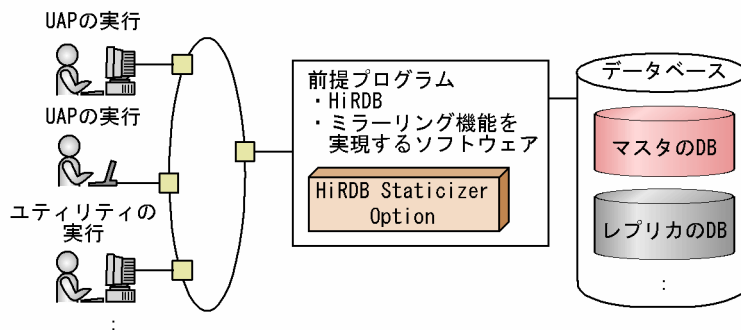 UAPの実行
UAPの実行
ユティリティの
実行
:
前提プログラム
・HiRDB
・ミラーリング機能を
実現するソフトウェア
HiRDB Staticizer
Option
データベース
マスタのDB
レプリカのDB
: